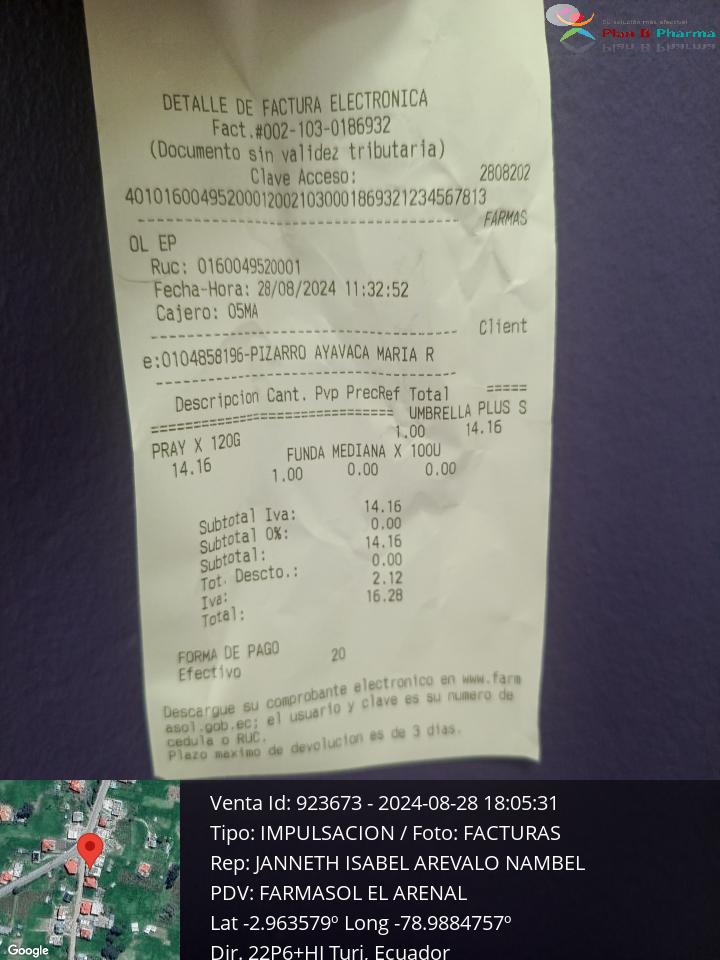 Su solución más efectiva!
Plan B Pharma
DETALLE DE FACTURA ELECTRONICA
Fact.#002-103-0186932
(Documento sin validez tributaria)
Clave Acceso: 2808202
401016004952000120021030001869321234567813
FARMAS
OL EP
Ruc: 0160049520001
Fecha-Hora: 28/08/2024 11:32:52
Cajero: 05MA
Client
e:0104858196-PIZARRO AYAVACA MARIA R
Descripcion Cant. Pvp PrecRef Total
UMBRELLA PLUS S
PRAY X 120G 1.00 14.16
14.16 FUNDA MEDIANA X 100U
1.00 0.00 0.00
Subtotal Iva: 14.16
Subtotal 0%: 0.00
Subtotal: 14.16
Tot. Descto.: 0.00
Iva: 2.12
Total: 16.28
FORMA DE PAGO
Efectivo 20
Descargue su comprobante electronico en www.farm
asol.gob.ec; el usuario y clave es su numero de
cedula o RUC.
Plazo maximo de devolucion es de 3 dias.
Venta Id: 923673 - 2024-08-28 18:05:31
Tipo: IMPULSACION / Foto: FACTURAS
Rep: JANNETH ISABEL AREVALO NAMBEL
PDV: FARMASOL EL ARENAL
Lat -2.963579º Long -78.9884757º
Dir. 22P6+HJ Turi, Ecuador
Google